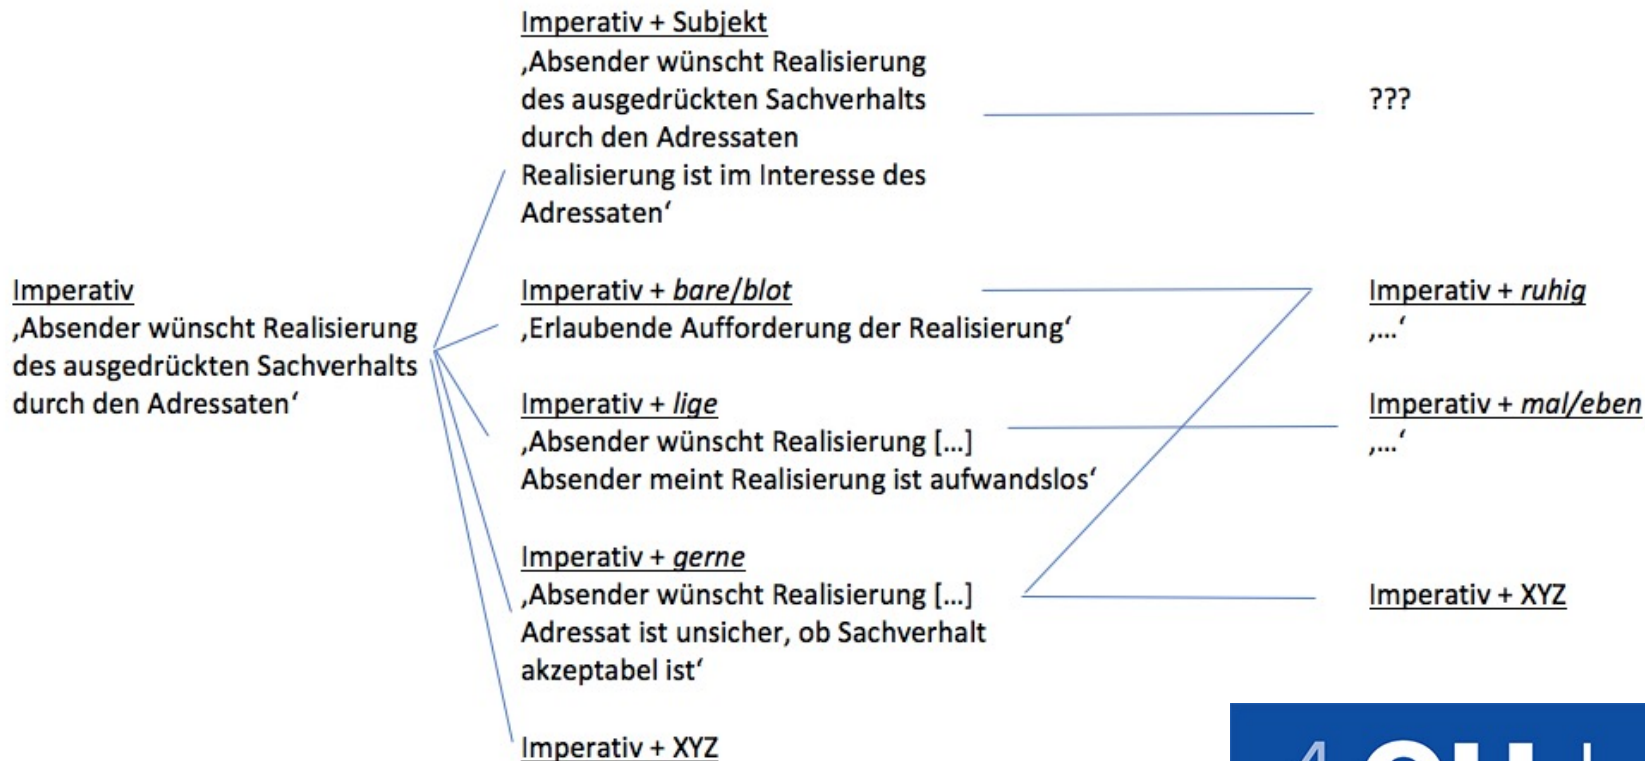 Imperativ
‚Absender wünscht Realisierung
des ausgedrückten Sachverhalts
durch den Adressaten‘
Imperativ + Subjekt
‚Absender wünscht Realisierung
des ausgedrückten Sachverhalts
durch den Adressaten
Realisierung ist im Interesse des
Adressaten‘
Imperativ + bare/blot
‚Erlaubende Aufforderung der Realisierung‘
Imperativ + lige
‚Absender wünscht Realisierung [...]
Absender meint Realisierung ist aufwandslos‘
Imperativ + gerne
‚Absender wünscht Realisierung [...]
Adressat ist unsicher, ob Sachverhalt
akzeptabel ist‘
Imperativ + XYZ
???
Imperativ + ruhig
‚...‘
Imperativ + mal/eben
‚...‘
Imperativ + XYZ